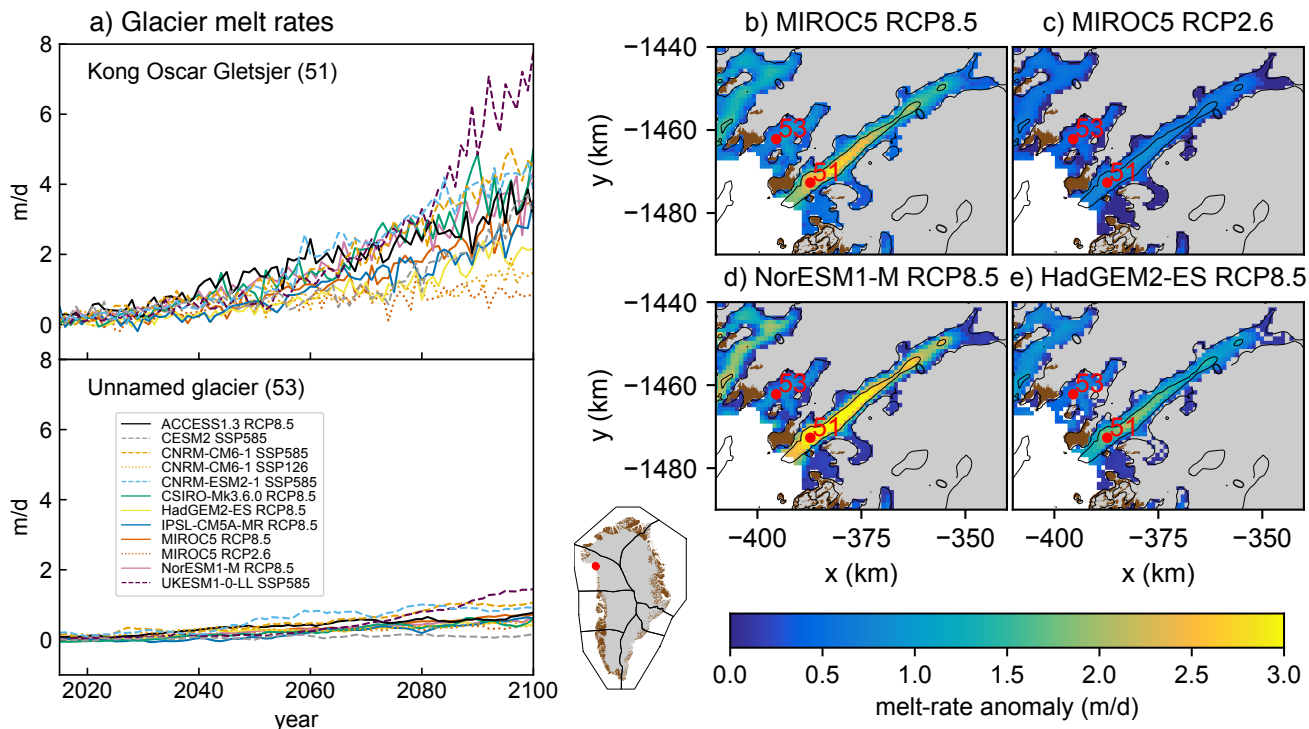 a) Glacier melt rates
8
Kong Oscar Gletsjer (51)
6
m/d
4
2
0
8
Unnamed glacier (53)
6
ACCESS1.3 RCP8.5
CESM2 SSP585
CNRM-CM6-1 SSP585
CNRM-CM6-1 SSP126
CNRM-ESM2-1 SSP585
CSIRO-Mk3.6.0 RCP8.5
HadGEM2-ES RCP8.5
IPSL-CM5A-MR RCP8.5
MIROC5 RCP8.5
MIROC5 RCP2.6
NorESM1-M RCP8.5
UKESM1-0-LL SSP585
m/d
4
2
0
2020 2040 2060 2080 2100
year
b) MIROC5 RCP8.5
−1440
−1460
−1480
y (km)
53
51
c) MIROC5 RCP2.6
53
51
d) NorESM1-M RCP8.5
−1440
−1460
−1480
y (km)
53
51
−400 −375 −350
x (km)
e) HadGEM2-ES RCP8.5
53
51
−400 −375 −350
x (km)
0.0 0.5 1.0 1.5 2.0 2.5 3.0
melt-rate anomaly (m/d)